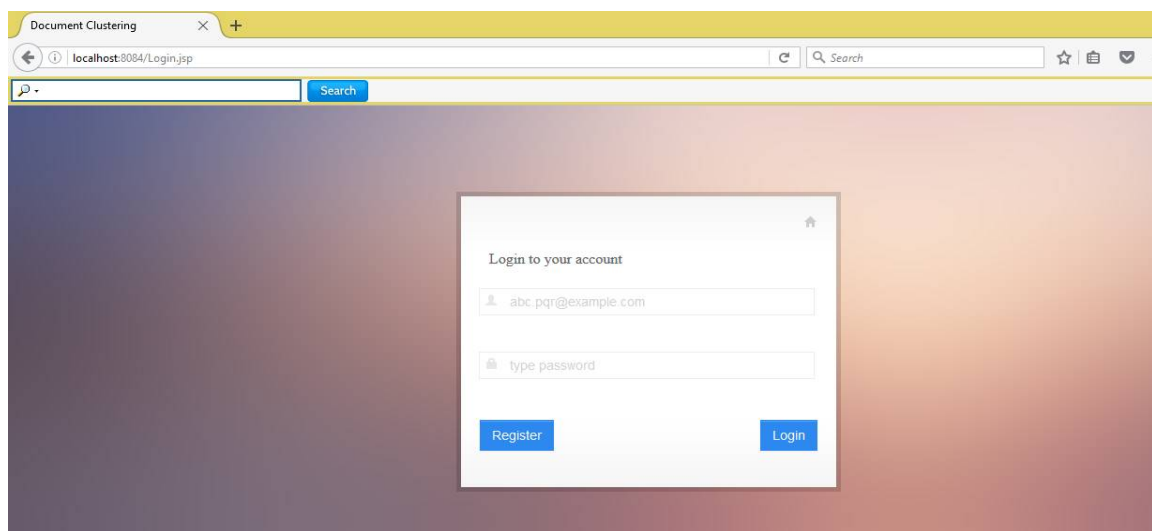 Document Clustering
localhost:8084/Login.jsp
Search
Search
Login to your account
abc.pqr@example.com
type password
Register Login